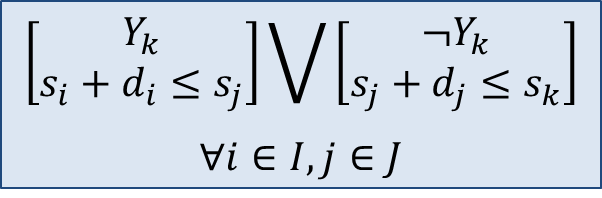 [Y_k s_i + d_i ≤ s_j] ⋁ [¬Y_k s_j + d_j ≤ s_k]
∀i ∈ I, j ∈ J